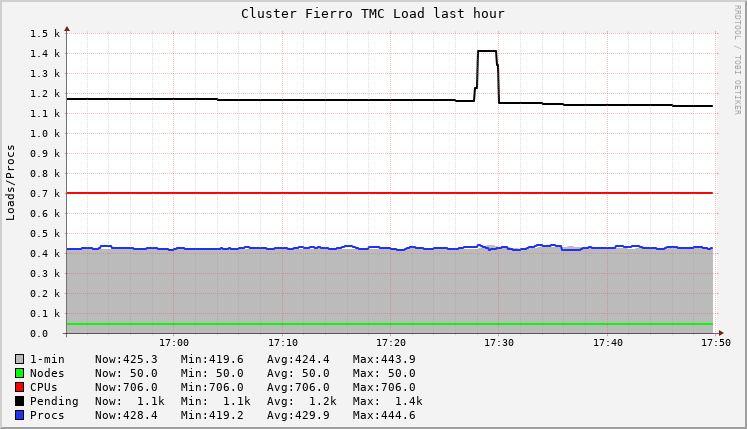 Cluster Fierro TMC Load last hour
RRDTOOL / TOBI OETIKER
Loads/Procs
1.5 k
1.4 k
1.3 k
1.2 k
1.1 k
1.0 k
0.9 k
0.8 k
0.7 k
0.6 k
0.5 k
0.4 k
0.3 k
0.2 k
0.1 k
0.0
17:00 17:10 17:20 17:30 17:40 17:50
1-min Now:425.3 Min:419.6 Avg:424.4 Max:443.9
Nodes Now: 50.0 Min: 50.0 Avg: 50.0 Max: 50.0
CPUs Now:706.0 Min:706.0 Avg:706.0 Max:706.0
Pending Now: 1.1k Min: 1.1k Avg: 1.2k Max: 1.4k
Procs Now:428.4 Min:419.2 Avg:429.9 Max:444.6